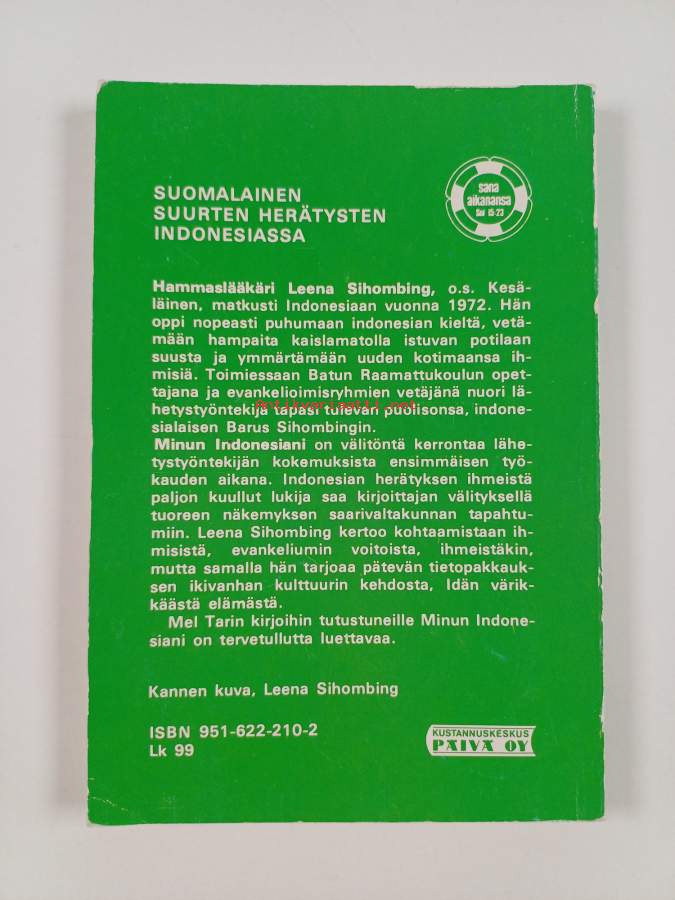 SUOMALAINEN
SUURTEN HERÄTYSTEN
INDONESIASSA
sana
aikanansa
Snl 15:23
Hammaslääkäri Leena Sihombing, o.s. Kesä-
läinen, matkusti Indonesiaan vuonna 1972. Hän
oppi nopeasti puhumaan indonesian kieltä, vetä-
mään hampaita kaislamatolla istuvan potilaan
suusta ja ymmärtämään uuden kotimaansa ih-
misiä. Toimiessaan Batun Raamattukoulun opet-
tajana ja evankelioimisryhmien vetäjänä nuori lä-
hetystyöntekijä tapasi tulevan puolisonsa, indone-
Antikvariaatti.net
sialaisen Barus Sihombingin.
Minun Indonesiani on välitöntä kerrontaa lähe-
tystyöntekijän kokemuksista ensimmäisen työ-
kauden aikana. Indonesian herätyksen ihmeistä
paljon kuullut lukija saa kirjoittajan välityksellä
tuoreen näkemyksen saarivaltakunnan tapahtu-
miin. Leena Sihombing kertoo kohtaamistaan ih-
misistä, evankeliumin voitoista, ihmeistäkin,
mutta samalla hän tarjoaa pätevän tietopakkauk-
sen ikivanhan kulttuurin kehdosta, Idän värik-
käästä elämästä.
Mel Tarin kirjoihin tutustuneille Minun Indone-
siani on tervetullutta luettavaa.
Kannen kuva, Leena Sihombing
ISBN 951-622-210-2
Lk 99
KUSTANNUSKESKUS
PÄIVÄ OY